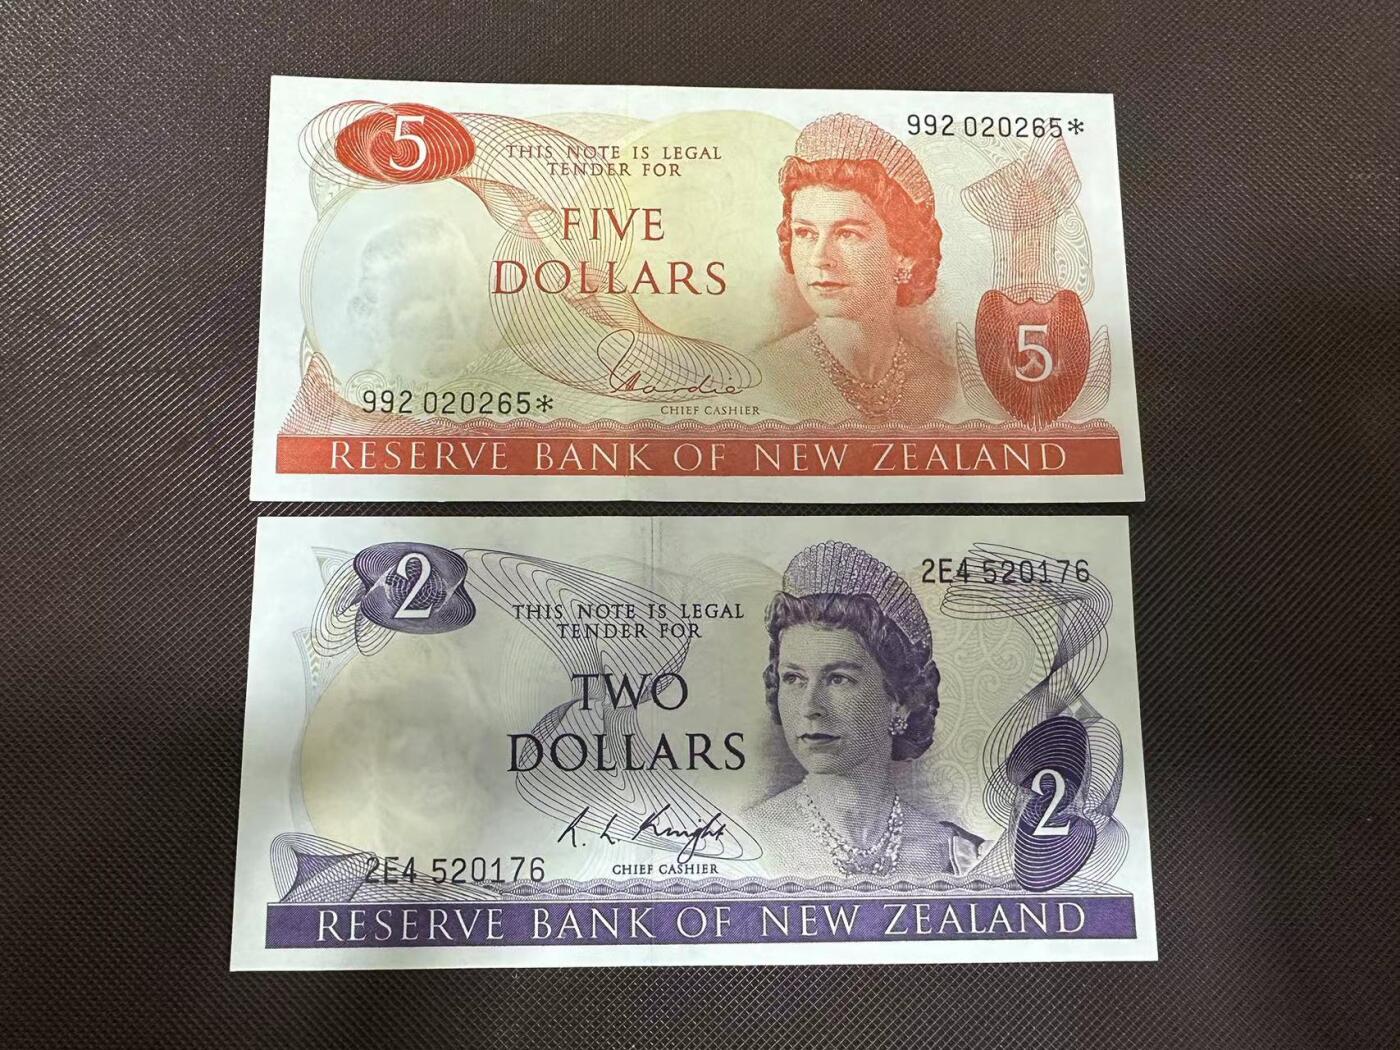 5
992 020265*
THIS NOTE IS LEGAL
TENDER FOR
FIVE
DOLLARS
5
Hardie
CHIEF CASHIER
992 020265*
RESERVE BANK OF NEW ZEALAND
2
2E4 520176
THIS NOTE IS LEGAL
TENDER FOR
TWO
DOLLARS
2
R. L. Knight
CHIEF CASHIER
2E4 520176
RESERVE BANK OF NEW ZEALAND